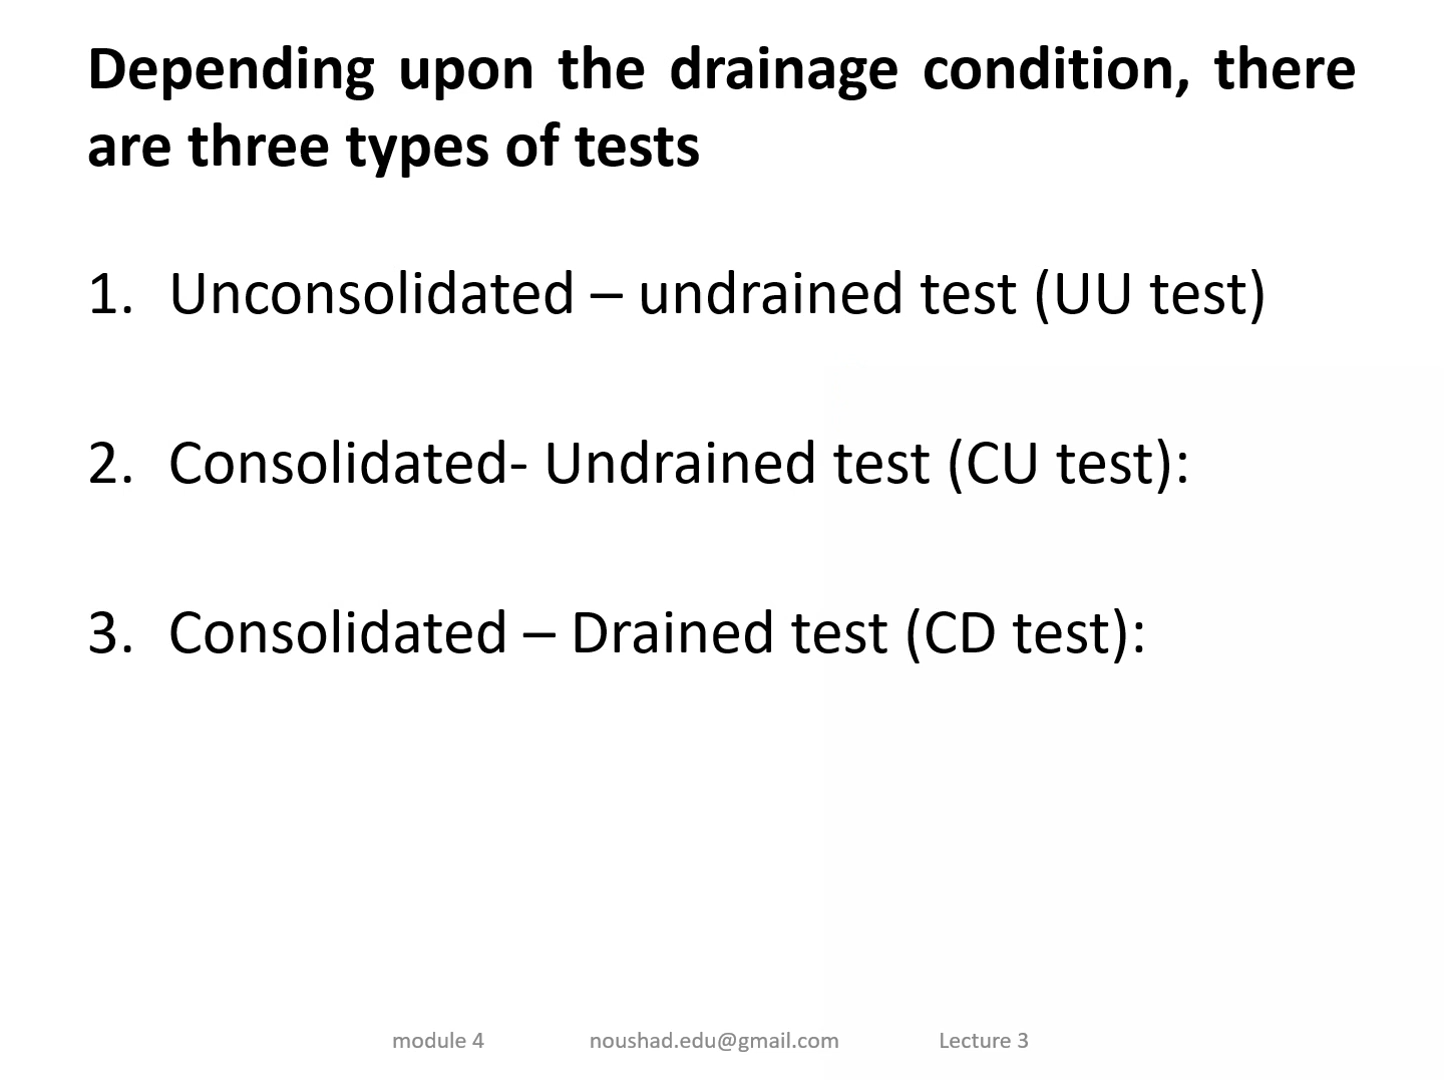 Depending upon the drainage condition, there
are three types of tests
1. Unconsolidated – undrained test (UU test)
2. Consolidated- Undrained test (CU test):
3. Consolidated – Drained test (CD test):
module 4 noushad.edu@gmail.com Lecture 3